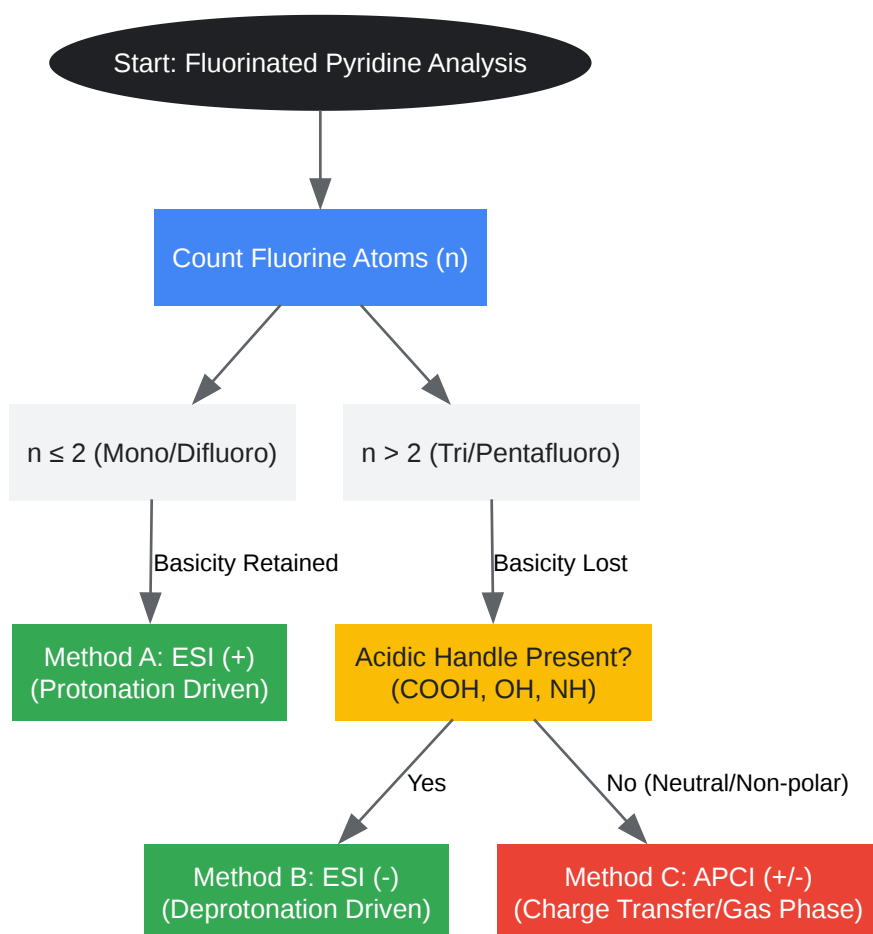 Start: Fluorinated Pyridine Analysis
Count Fluorine Atoms (n)
n ≤ 2 (Mono/Difluoro)
n > 2 (Tri/Pentafluoro)
Basicity Retained
Basicity Lost
Method A: ESI (+)
(Protonation Driven)
Acidic Handle Present?
(COOH, OH, NH)
Yes
No (Neutral/Non-polar)
Method B: ESI (-)
(Deprotonation Driven)
Method C: APCI (+/-)
(Charge Transfer/Gas Phase)